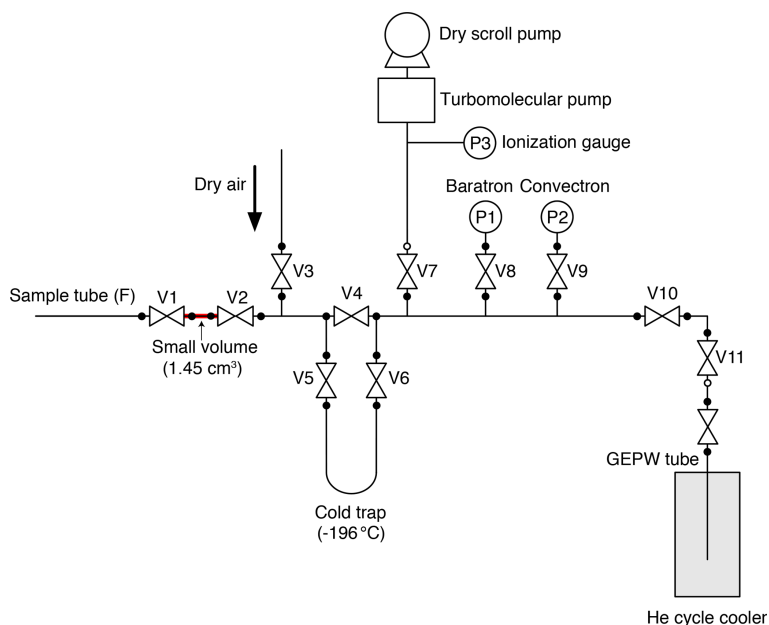 Dry scroll pump
Turbomolecular pump
P3 Ionization gauge
Dry air
Baratron Convectron
P1 P2
V3 V7 V8 V9
Sample tube (F) V1 V2 V4 V10
Small volume
(1.45 cm³)
V5 V6 V11
GEPW tube
Cold trap
(-196 °C)
He cycle cooler